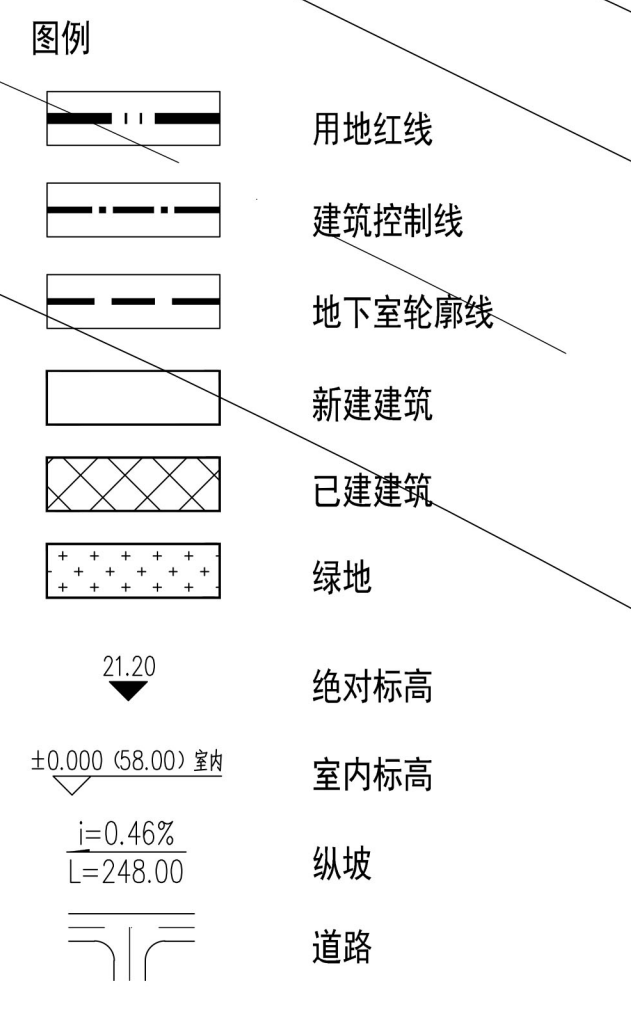 图例
用地红线
建筑控制线
地下室轮廓线
新建建筑
已建建筑
绿地
21.20
绝对标高
±0.000（58.00）室内
室内标高
i=0.46%
L=248.00
纵坡
道路